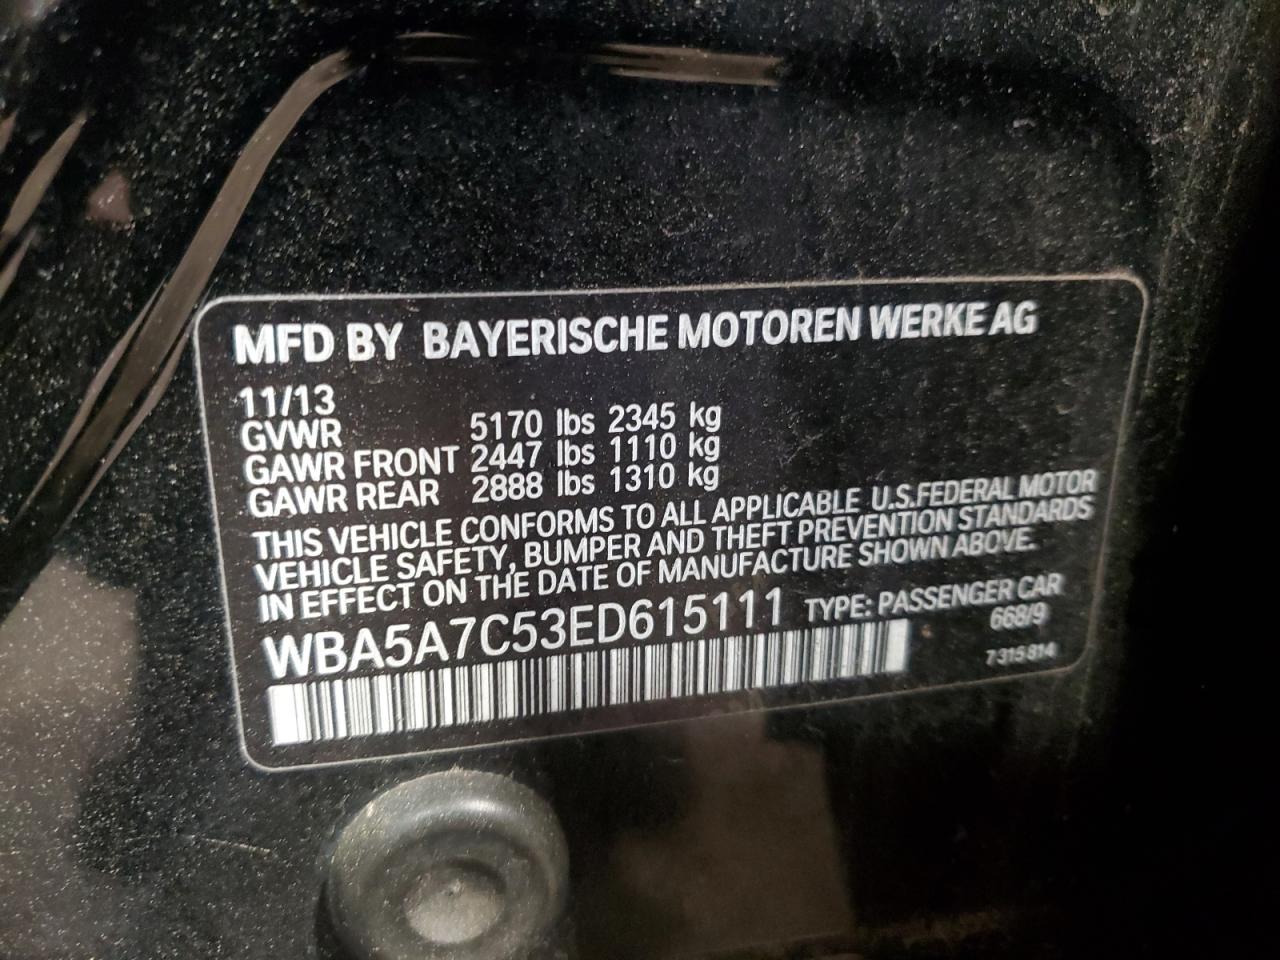 MFD BY BAYERISCHE MOTOREN WERKE AG
11/13
GVWR 5170 lbs 2345 kg
GAWR FRONT 2447 lbs 1110 kg
GAWR REAR 2888 lbs 1310 kg
THIS VEHICLE CONFORMS TO ALL APPLICABLE U.S.FEDERAL MOTOR
VEHICLE SAFETY, BUMPER AND THEFT PREVENTION STANDARDS
IN EFFECT ON THE DATE OF MANUFACTURE SHOWN ABOVE.
WBA5A7C53ED615111 TYPE: PASSENGER CAR
668/9
7315814